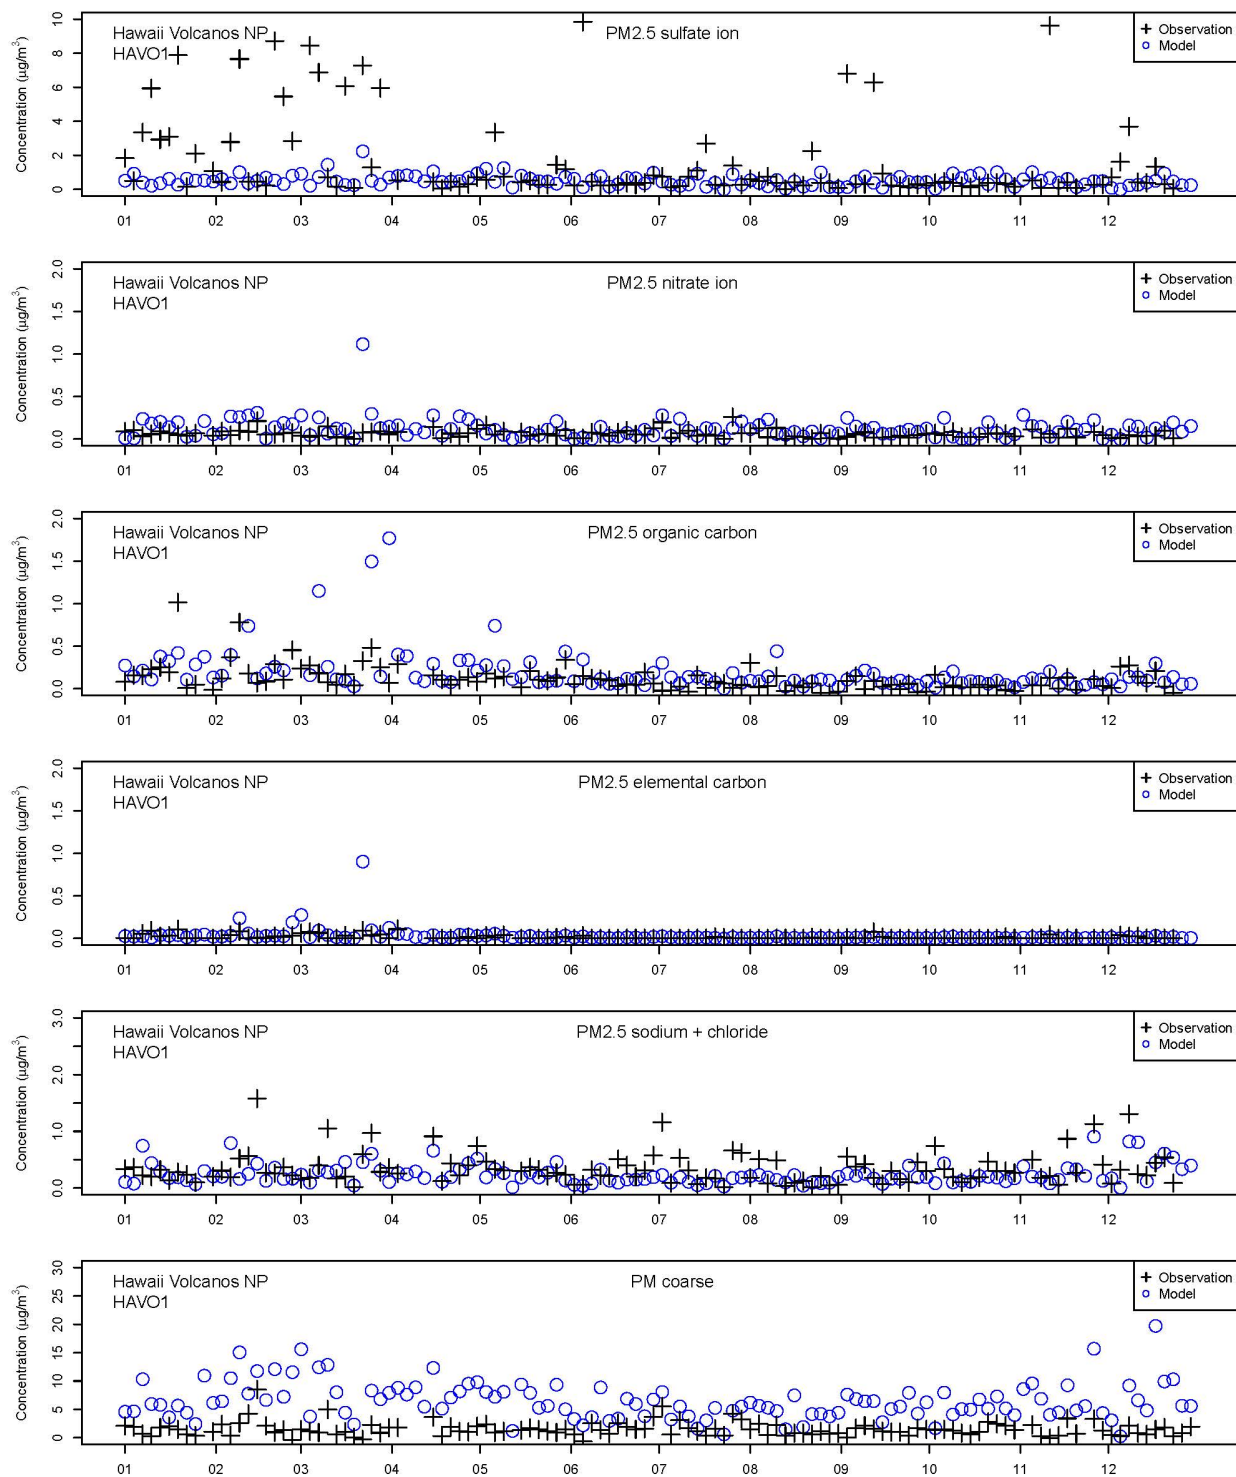 Hawaii Volcanos NP
HAVO1
PM2.5 sulfate ion
Observation
Model
Concentration (μg/m³)
0 2 4 6 8 10
01 02 03 04 05 06 07 08 09 10 11 12
Hawaii Volcanos NP
HAVO1
PM2.5 nitrate ion
Observation
Model
Concentration (μg/m³)
0.0 0.5 1.0 1.5 2.0
01 02 03 04 05 06 07 08 09 10 11 12
Hawaii Volcanos NP
HAVO1
PM2.5 organic carbon
Observation
Model
Concentration (μg/m³)
0.0 0.5 1.0 1.5 2.0
01 02 03 04 05 06 07 08 09 10 11 12
Hawaii Volcanos NP
HAVO1
PM2.5 elemental carbon
Observation
Model
Concentration (μg/m³)
0.0 0.5 1.0 1.5 2.0
01 02 03 04 05 06 07 08 09 10 11 12
Hawaii Volcanos NP
HAVO1
PM2.5 sodium + chloride
Observation
Model
Concentration (μg/m³)
0.0 1.0 2.0 3.0
01 02 03 04 05 06 07 08 09 10 11 12
Hawaii Volcanos NP
HAVO1
PM coarse
Observation
Model
Concentration (μg/m³)
0 5 10 15 20 25 30
01 02 03 04 05 06 07 08 09 10 11 12